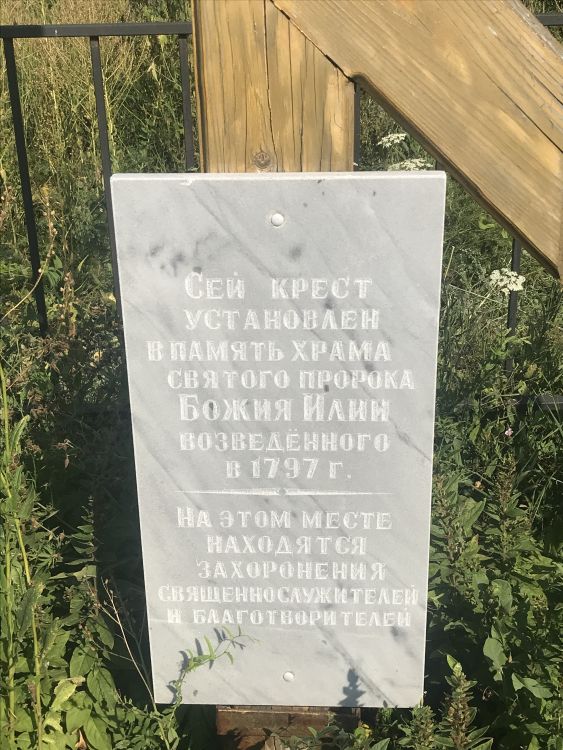 Сей крест
установлен
в память храма
святого пророка
Божия Илии
возведённого
в 1797 г.
На этом месте
находятся
захоронения
священнослужителей
и благотворителей